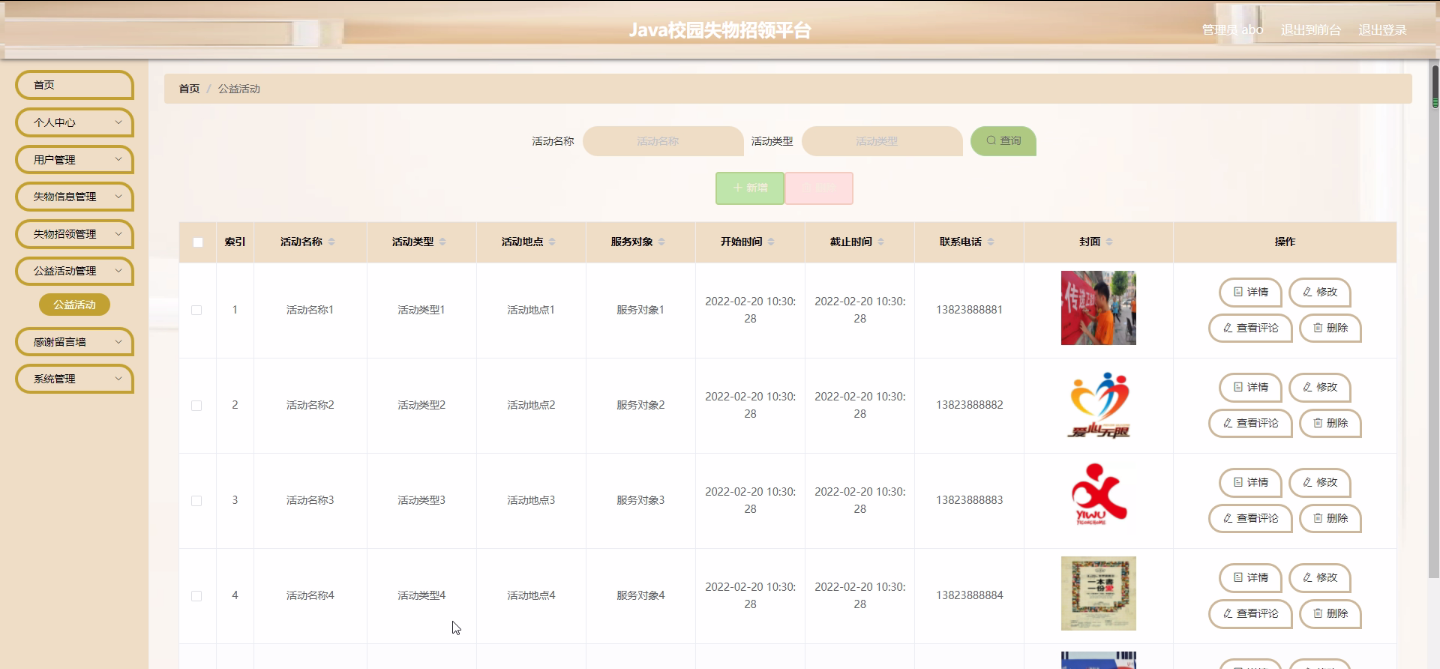 Java校园失物招领平台
管理员 abo 退出到前台 退出登录
首页
个人中心
用户管理
失物信息管理
失物招领管理
公益活动管理
公益活动
感谢留言墙
系统管理
首页 / 公益活动
活动名称 活动名称 活动类型 活动类型 查询
+ 新增
索引 活动名称 活动类型 活动地点 服务对象 开始时间 截止时间 联系电话 封面 操作
1 活动名称1 活动类型1 活动地点1 服务对象1 2022-02-20 10:30:28 2022-02-20 10:30:28 13823888881 详情 修改
查看评论 删除
2 活动名称2 活动类型2 活动地点2 服务对象2 2022-02-20 10:30:28 2022-02-20 10:30:28 13823888882 详情 修改
爱心无限
查看评论 删除
3 活动名称3 活动类型3 活动地点3 服务对象3 2022-02-20 10:30:28 2022-02-20 10:30:28 13823888883 详情 修改
YIWU
查看评论 删除
4 活动名称4 活动类型4 活动地点4 服务对象4 2022-02-20 10:30:28 2022-02-20 10:30:28 13823888884 详情 修改
一本书
一份爱
查看评论 删除